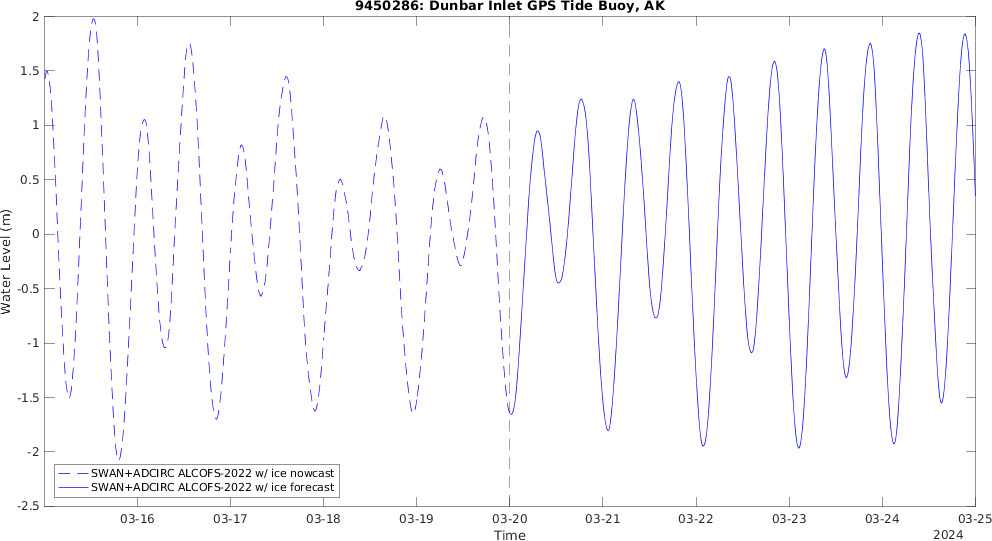 9450286: Dunbar Inlet GPS Tide Buoy, AK
2
1.5
1
0.5
0
-0.5
-1
-1.5
-2
-2.5
Water Level (m)
SWAN+ADCIRC ALCOFS-2022 w/ ice nowcast
SWAN+ADCIRC ALCOFS-2022 w/ ice forecast
03-16 03-17 03-18 03-19 03-20 03-21 03-22 03-23 03-24 03-25
Time
2024